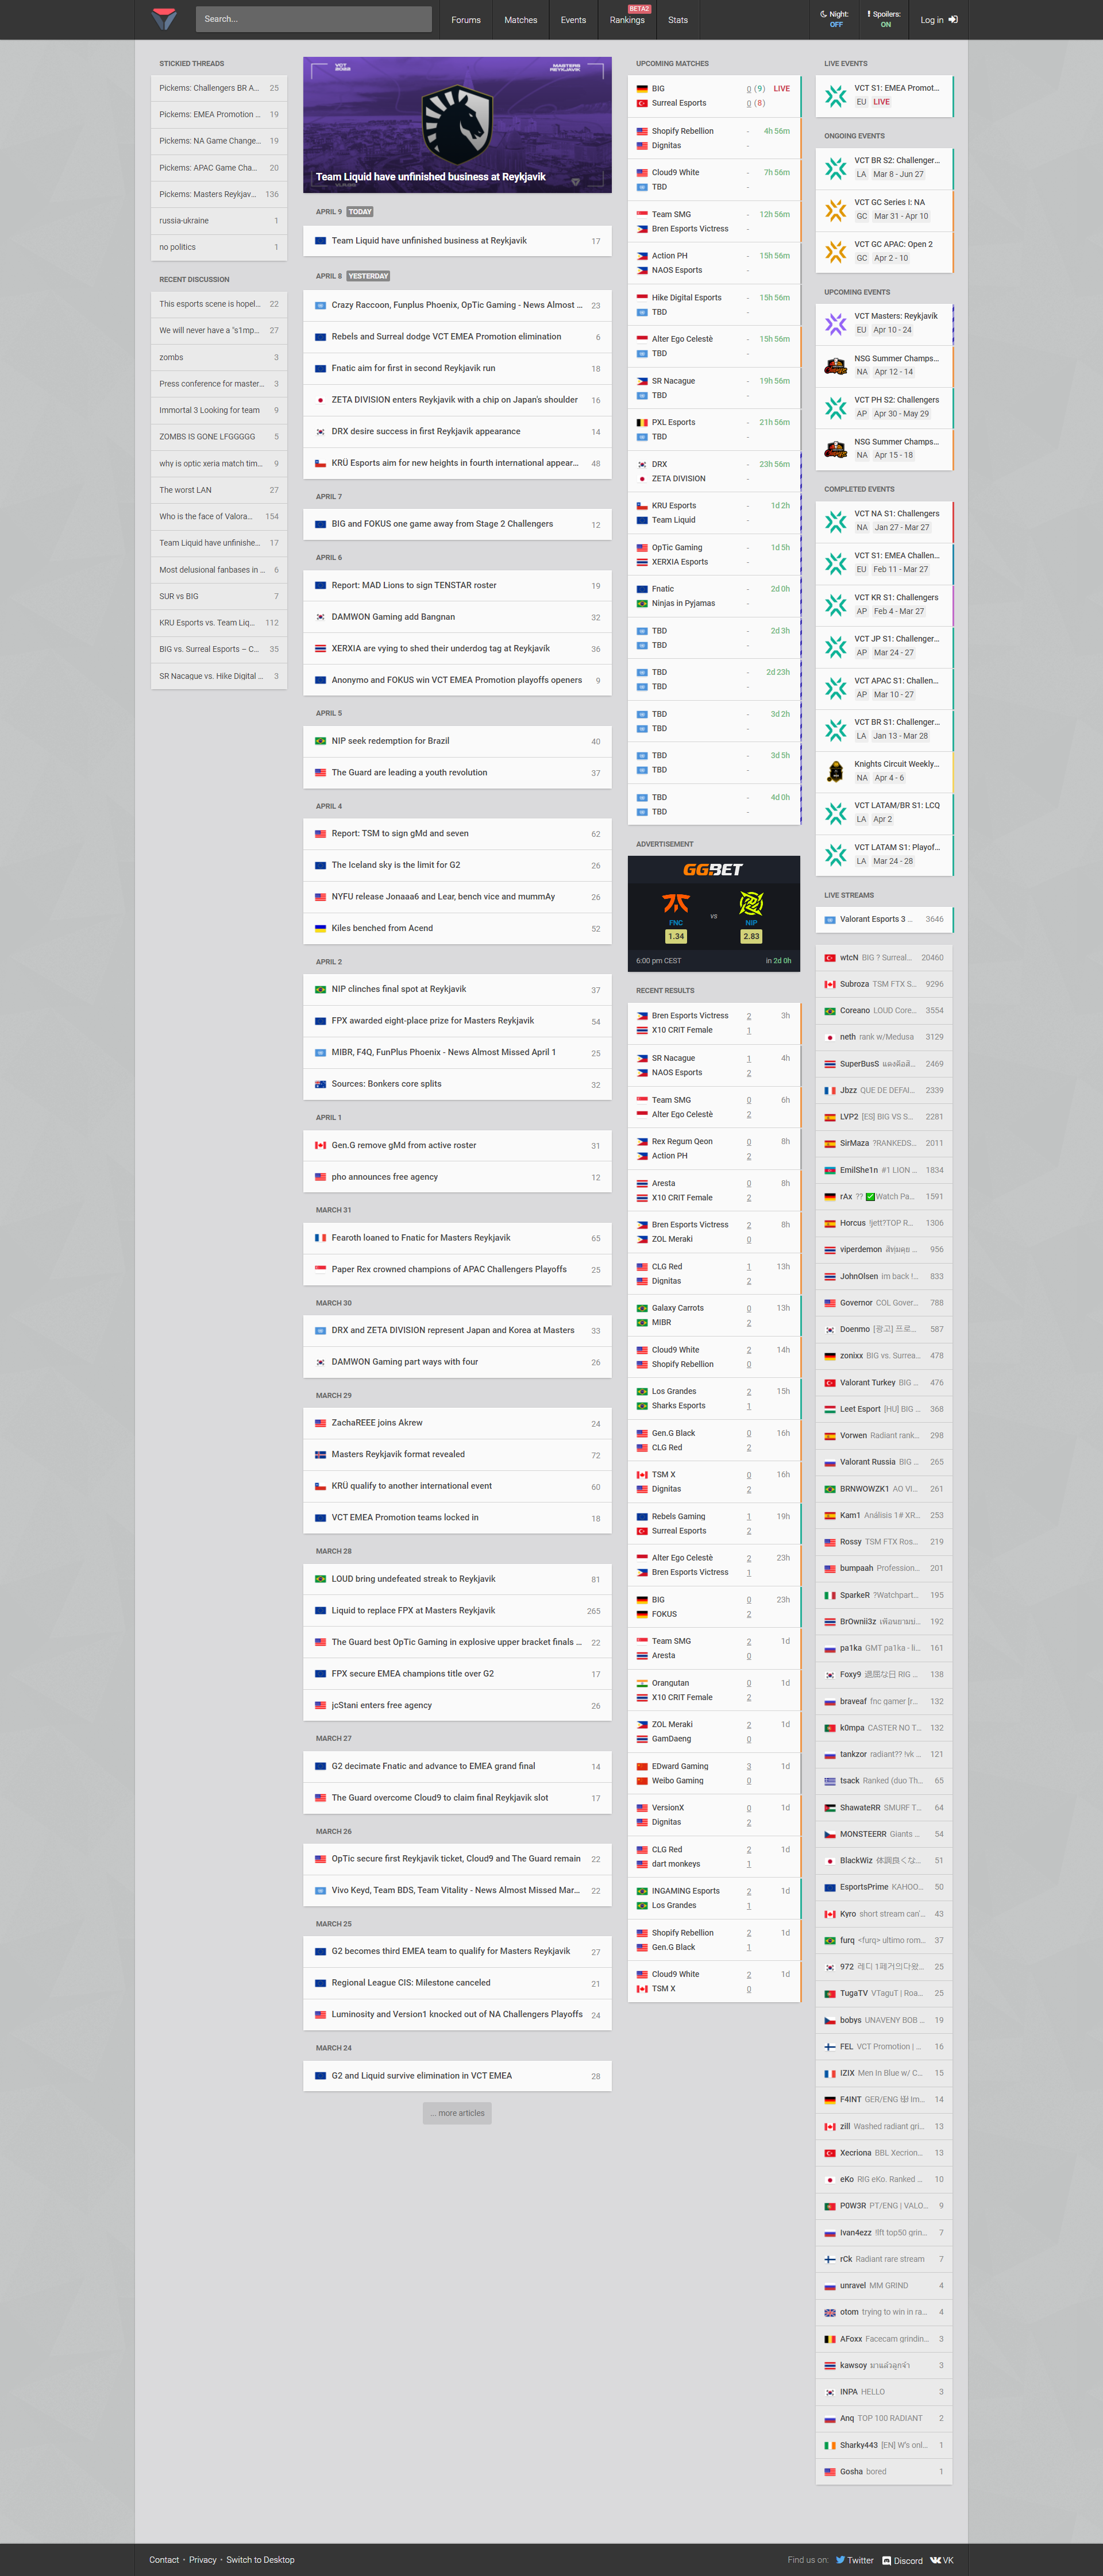 Search...
Forums
Matches
Events
Rankings
BETA2
Stats
Night:
OFF
Spoilers:
ON
Log in
STICKIED THREADS
Pickems: Challengers BR A... 25
Pickems: EMEA Promotion ... 19
Pickems: NA Game Change... 19
Pickems: APAC Game Cha... 20
Pickems: Masters Reykjav... 136
russia-ukraine 1
no politics 1
RECENT DISCUSSION
This esports scene is hopel... 22
We will never have a "s1mp... 27
zombs 3
Press conference for master... 3
Immortal 3 Looking for team 9
ZOMBS IS GONE LFGGGGG 5
why is optic xeria match tim... 9
The worst LAN 27
Who is the face of Valora... 154
Team Liquid have unfinishe... 17
Most delusional fanbases in ... 6
SUR vs BIG 7
KRU Esports vs. Team Liq... 112
BIG vs. Surreal Esports – C... 35
SR Nacague vs. Hike Digital ... 3
VCT
2022
MASTERS
REYKJAVIK
Team Liquid have unfinished business at Reykjavik
APRIL 9 TODAY
Team Liquid have unfinished business at Reykjavik 17
APRIL 8 YESTERDAY
Crazy Raccoon, Funplus Phoenix, OpTic Gaming - News Almost ... 23
Rebels and Surreal dodge VCT EMEA Promotion elimination 6
Fnatic aim for first in second Reykjavik run 18
ZETA DIVISION enters Reykjavik with a chip on Japan's shoulder 16
DRX desire success in first Reykjavik appearance 14
KRÜ Esports aim for new heights in fourth international appear... 48
APRIL 7
BIG and FOKUS one game away from Stage 2 Challengers 12
APRIL 6
Report: MAD Lions to sign TENSTAR roster 19
DAMWON Gaming add Bangnan 32
XERXIA are vying to shed their underdog tag at Reykjavík 36
Anonymo and FOKUS win VCT EMEA Promotion playoffs openers 9
APRIL 5
NIP seek redemption for Brazil 40
The Guard are leading a youth revolution 37
APRIL 4
Report: TSM to sign gMd and seven 62
The Iceland sky is the limit for G2 26
NYFU release Jonaaa6 and Lear, bench vice and mummAy 26
Kiles benched from Acend 52
APRIL 2
NIP clinches final spot at Reykjavik 37
FPX awarded eight-place prize for Masters Reykjavik 54
MIBR, F4Q, FunPlus Phoenix - News Almost Missed April 1 25
Sources: Bonkers core splits 32
APRIL 1
Gen.G remove gMd from active roster 31
pho announces free agency 12
MARCH 31
Fearoth loaned to Fnatic for Masters Reykjavik 65
Paper Rex crowned champions of APAC Challengers Playoffs 25
MARCH 30
DRX and ZETA DIVISION represent Japan and Korea at Masters 33
DAMWON Gaming part ways with four 26
MARCH 29
ZachaREEE joins Akrew 24
Masters Reykjavik format revealed 72
KRÜ qualify to another international event 60
VCT EMEA Promotion teams locked in 18
MARCH 28
LOUD bring undefeated streak to Reykjavik 81
Liquid to replace FPX at Masters Reykjavik 265
The Guard best OpTic Gaming in explosive upper bracket finals ... 22
FPX secure EMEA champions title over G2 17
jcStani enters free agency 26
MARCH 27
G2 decimate Fnatic and advance to EMEA grand final 14
The Guard overcome Cloud9 to claim final Reykjavik slot 17
MARCH 26
OpTic secure first Reykjavik ticket, Cloud9 and The Guard remain 22
Vivo Keyd, Team BDS, Team Vitality - News Almost Missed Mar... 22
MARCH 25
G2 becomes third EMEA team to qualify for Masters Reykjavik 27
Regional League CIS: Milestone canceled 21
Luminosity and Version1 knocked out of NA Challengers Playoffs 24
MARCH 24
G2 and Liquid survive elimination in VCT EMEA 28
... more articles
UPCOMING MATCHES
BIG 0 (9) LIVE
Surreal Esports 0 (8)
Shopify Rebellion - 4h 56m
Dignitas -
Cloud9 White - 7h 56m
TBD -
Team SMG - 12h 56m
Bren Esports Victress -
Action PH - 15h 56m
NAOS Esports -
Hike Digital Esports - 15h 56m
TBD -
Alter Ego Celestè - 15h 56m
TBD -
SR Nacague - 19h 56m
TBD -
PXL Esports - 21h 56m
TBD -
DRX - 23h 56m
ZETA DIVISION -
KRU Esports - 1d 2h
Team Liquid -
OpTic Gaming - 1d 5h
XERXIA Esports -
Fnatic - 2d 0h
Ninjas in Pyjamas -
TBD - 2d 3h
TBD -
TBD - 2d 23h
TBD -
TBD - 3d 2h
TBD -
TBD - 3d 5h
TBD -
TBD - 4d 0h
TBD -
ADVERTISEMENT
GG.BET
FNC vs NIP
1.34 2.83
6:00 pm CEST in 2d 0h
RECENT RESULTS
Bren Esports Victress 2 3h
X10 CRIT Female 1
SR Nacague 1 4h
NAOS Esports 2
Team SMG 0 6h
Alter Ego Celestè 2
Rex Regum Qeon 0 8h
Action PH 2
Aresta 0 8h
X10 CRIT Female 2
Bren Esports Victress 2 8h
ZOL Meraki 0
CLG Red 1 13h
Dignitas 2
Galaxy Carrots 0 13h
MIBR 2
Cloud9 White 2 14h
Shopify Rebellion 0
Los Grandes 2 15h
Sharks Esports 1
Gen.G Black 0 16h
CLG Red 2
TSM X 0 16h
Dignitas 2
Rebels Gaming 1 19h
Surreal Esports 2
Alter Ego Celestè 2 23h
Bren Esports Victress 1
BIG 0 23h
FOKUS 2
Team SMG 2 1d
Aresta 0
Orangutan 0 1d
X10 CRIT Female 2
ZOL Meraki 2 1d
GamDaeng 0
EDward Gaming 3 1d
Weibo Gaming 0
VersionX 0 1d
Dignitas 2
CLG Red 2 1d
dart monkeys 1
INGAMING Esports 2 1d
Los Grandes 1
Shopify Rebellion 2 1d
Gen.G Black 1
Cloud9 White 2 1d
TSM X 0
LIVE EVENTS
VCT S1: EMEA Promot...
EU LIVE
ONGOING EVENTS
VCT BR S2: Challenger...
LA Mar 8 - Jun 27
VCT GC Series I: NA
GC Mar 31 - Apr 10
VCT GC APAC: Open 2
GC Apr 2 - 10
UPCOMING EVENTS
VCT Masters: Reykjavík
EU Apr 10 - 24
NSG Summer Champs...
NA Apr 12 - 14
VCT PH S2: Challengers
AP Apr 30 - May 29
NSG Summer Champs...
NA Apr 15 - 18
COMPLETED EVENTS
VCT NA S1: Challengers
NA Jan 27 - Mar 27
VCT S1: EMEA Challen...
EU Feb 11 - Mar 27
VCT KR S1: Challengers
AP Feb 4 - Mar 27
VCT JP S1: Challenger...
AP Mar 24 - 27
VCT APAC S1: Challen...
AP Mar 10 - 27
VCT BR S1: Challenger...
LA Jan 13 - Mar 28
Knights Circuit Weekly...
NA Apr 4 - 6
VCT LATAM/BR S1: LCQ
LA Apr 2
VCT LATAM S1: Playof...
LA Mar 24 - 28
LIVE STREAMS
Valorant Esports 3 ... 3646
wtcN BIG ? Surreal... 20460
Subroza TSM FTX S... 9296
Coreano LOUD Core... 3554
neth rank w/Medusa 3129
SuperBusS 2469
Jbzz QUE DE DEFAI... 2339
LVP2 [ES] BIG VS S... 2281
SirMaza ?RANKEDS... 2011
EmilShe1n #1 LION ... 1834
rAx ?? ✅Watch Pa... 1591
Horcus !jett?TOP R... 1306
viperdemon 956
JohnOlsen im back !... 833
Governor COL Gover... 788
Doenmo [광고] 프로... 587
zonixx BIG vs. Surrea... 478
Valorant Turkey BIG ... 476
Leet Esport [HU] BIG ... 368
Vorwen Radiant rank... 298
Valorant Russia BIG ... 265
BRNWOWZK1 AO VI... 261
Kam1 Análisis 1# XR... 253
Rossy TSM FTX Ros... 219
bumpaah Profession... 201
SparkeR ?Watchpart... 195
BrOwnii3z 192
pa1ka GMT pa1ka - li... 161
Foxy9 退屈な日 RIG ... 138
braveaf fnc gamer [r... 132
k0mpa CASTER NO T... 132
tankzor radiant?? !vk ... 121
tsack Ranked (duo Th... 65
ShawateRR SMURF T... 64
MONSTEERR Giants ... 54
BlackWiz 体調良くな... 51
EsportsPrime KAHOO... 50
Kyro short stream can'... 43
furq <furq> ultimo rom... 37
972 레디 1페거의다왔... 25
TugaTV VTaguT | Roa... 25
bobys UNAVENY BOB ... 19
FEL VCT Promotion | ... 16
IZIX Men In Blue w/ C... 15
F4INT GER/ENG Im... 14
zill Washed radiant gri... 13
Xecriona BBL Xecrion... 13
eKo RIG eKo. Ranked ... 10
P0W3R PT/ENG | VALO... 9
Ivan4ezz !lft top50 grin... 7
rCk Radiant rare stream 7
unravel MM GRIND 4
otom trying to win in ra... 4
AFoxx Facecam grindin... 3
kawsoy มาแล้วลูกจ๋า 3
INPA HELLO 3
Anq TOP 100 RADIANT 2
Sharky443 [EN] W's onl... 1
Gosha bored 1
Contact • Privacy • Switch to Desktop
Find us on: Twitter Discord VK